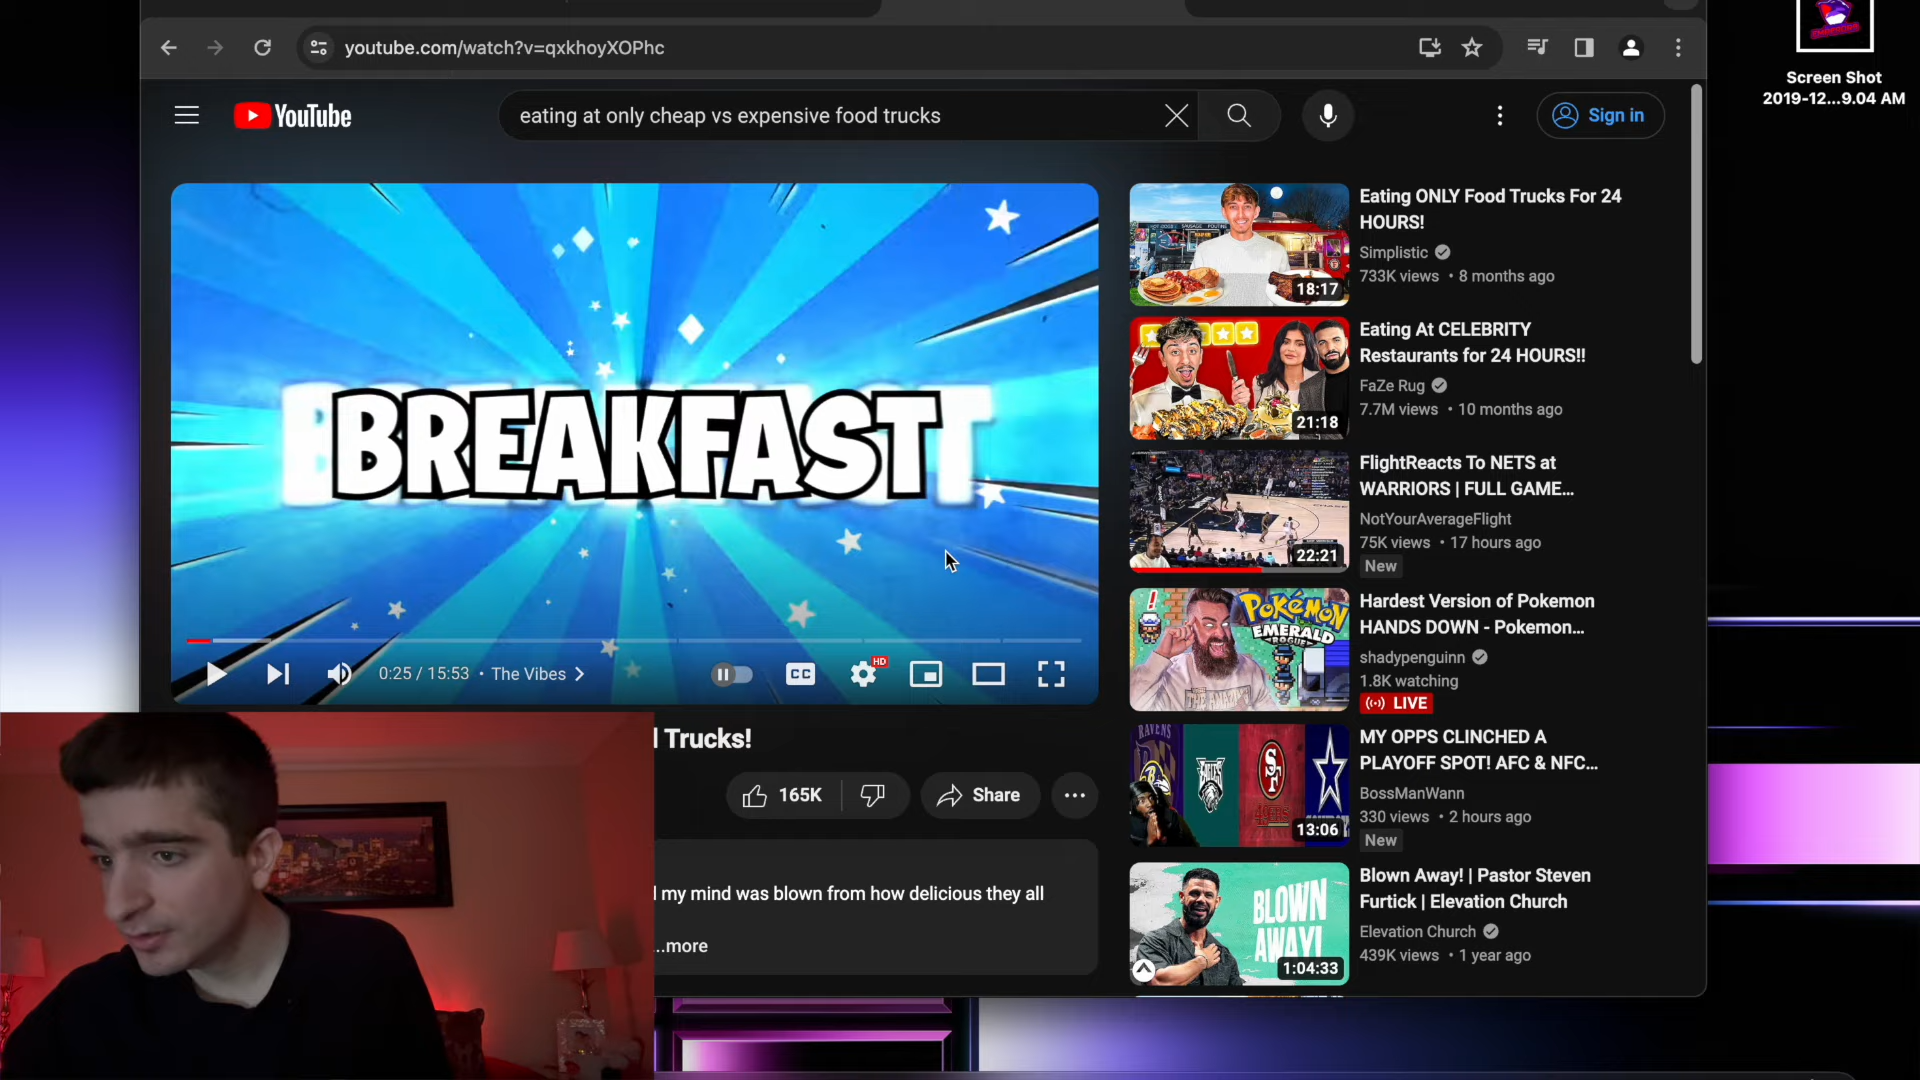 youtube.com/watch?v=qxkhoyXOPhc
Screen Shot
2019-12...9.04 AM
YouTube
eating at only cheap vs expensive food trucks
Sign in
BREAKFAST
0:25 / 15:53 • The Vibes
CC
HD
Trucks!
165K
Share
my mind was blown from how delicious they all
...more
18:17
Eating ONLY Food Trucks For 24
HOURS!
Simplistic
733K views • 8 months ago
21:18
Eating At CELEBRITY
Restaurants for 24 HOURS!!
FaZe Rug
7.7M views • 10 months ago
22:21
FlightReacts To NETS at
WARRIORS | FULL GAME...
NotYourAverageFlight
75K views • 17 hours ago
New
POKéMON
EMERALD
ROGUE
Hardest Version of Pokemon
HANDS DOWN - Pokemon...
shadypenguinn
1.8K watching
LIVE
RAVENS
EAGLES
SF
49ERS
13:06
MY OPPS CLINCHED A
PLAYOFF SPOT! AFC & NFC...
BossManWann
330 views • 2 hours ago
New
BLOWN
AWAY!
1:04:33
Blown Away! | Pastor Steven
Furtick | Elevation Church
Elevation Church
439K views • 1 year ago